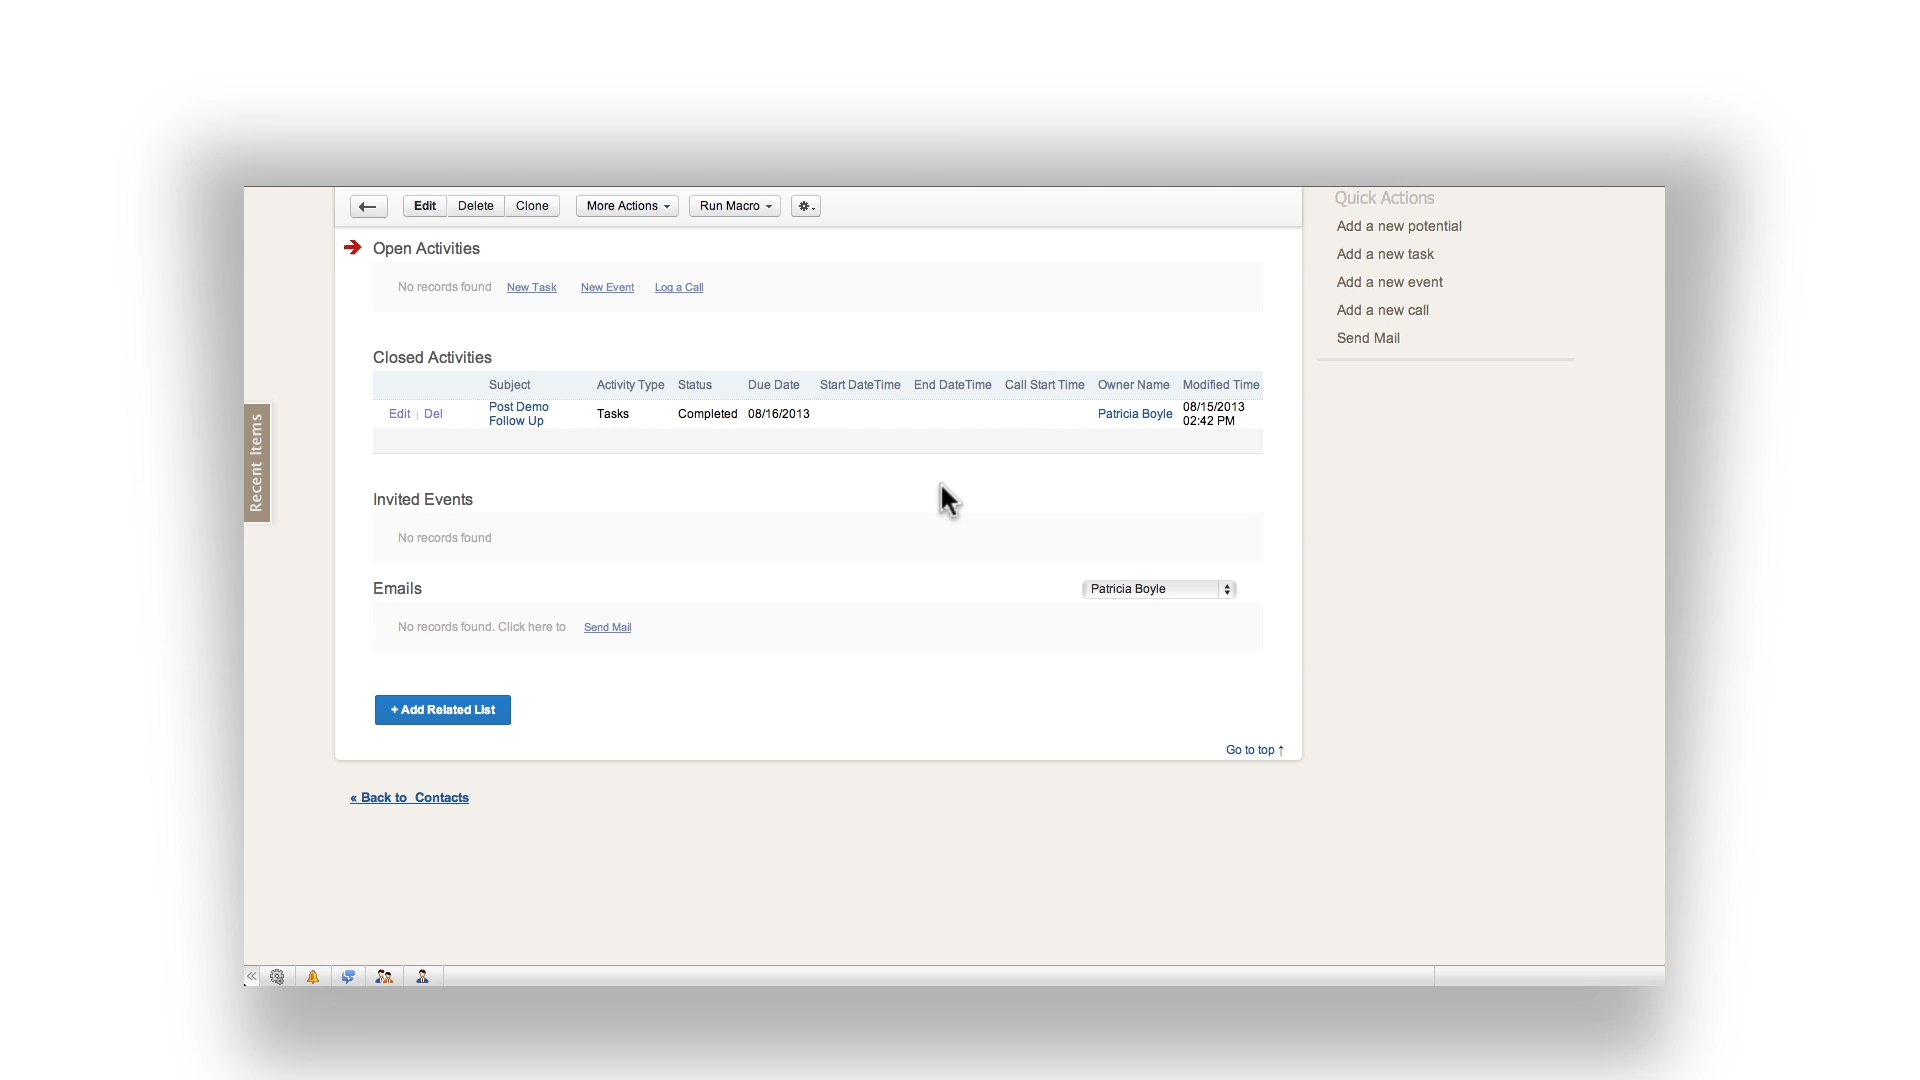 Edit Delete Clone More Actions Run Macro
Quick Actions
Add a new potential
Add a new task
Add a new event
Add a new call
Send Mail
Open Activities
No records found New Task New Event Log a Call
Closed Activities
Subject Activity Type Status Due Date Start DateTime End DateTime Call Start Time Owner Name Modified Time
Edit | Del Post Demo Follow Up Tasks Completed 08/16/2013 Patricia Boyle 08/15/2013 02:42 PM
Recent Items
Invited Events
No records found
Emails Patricia Boyle
No records found. Click here to Send Mail
+ Add Related List
Go to top ↑
« Back to Contacts